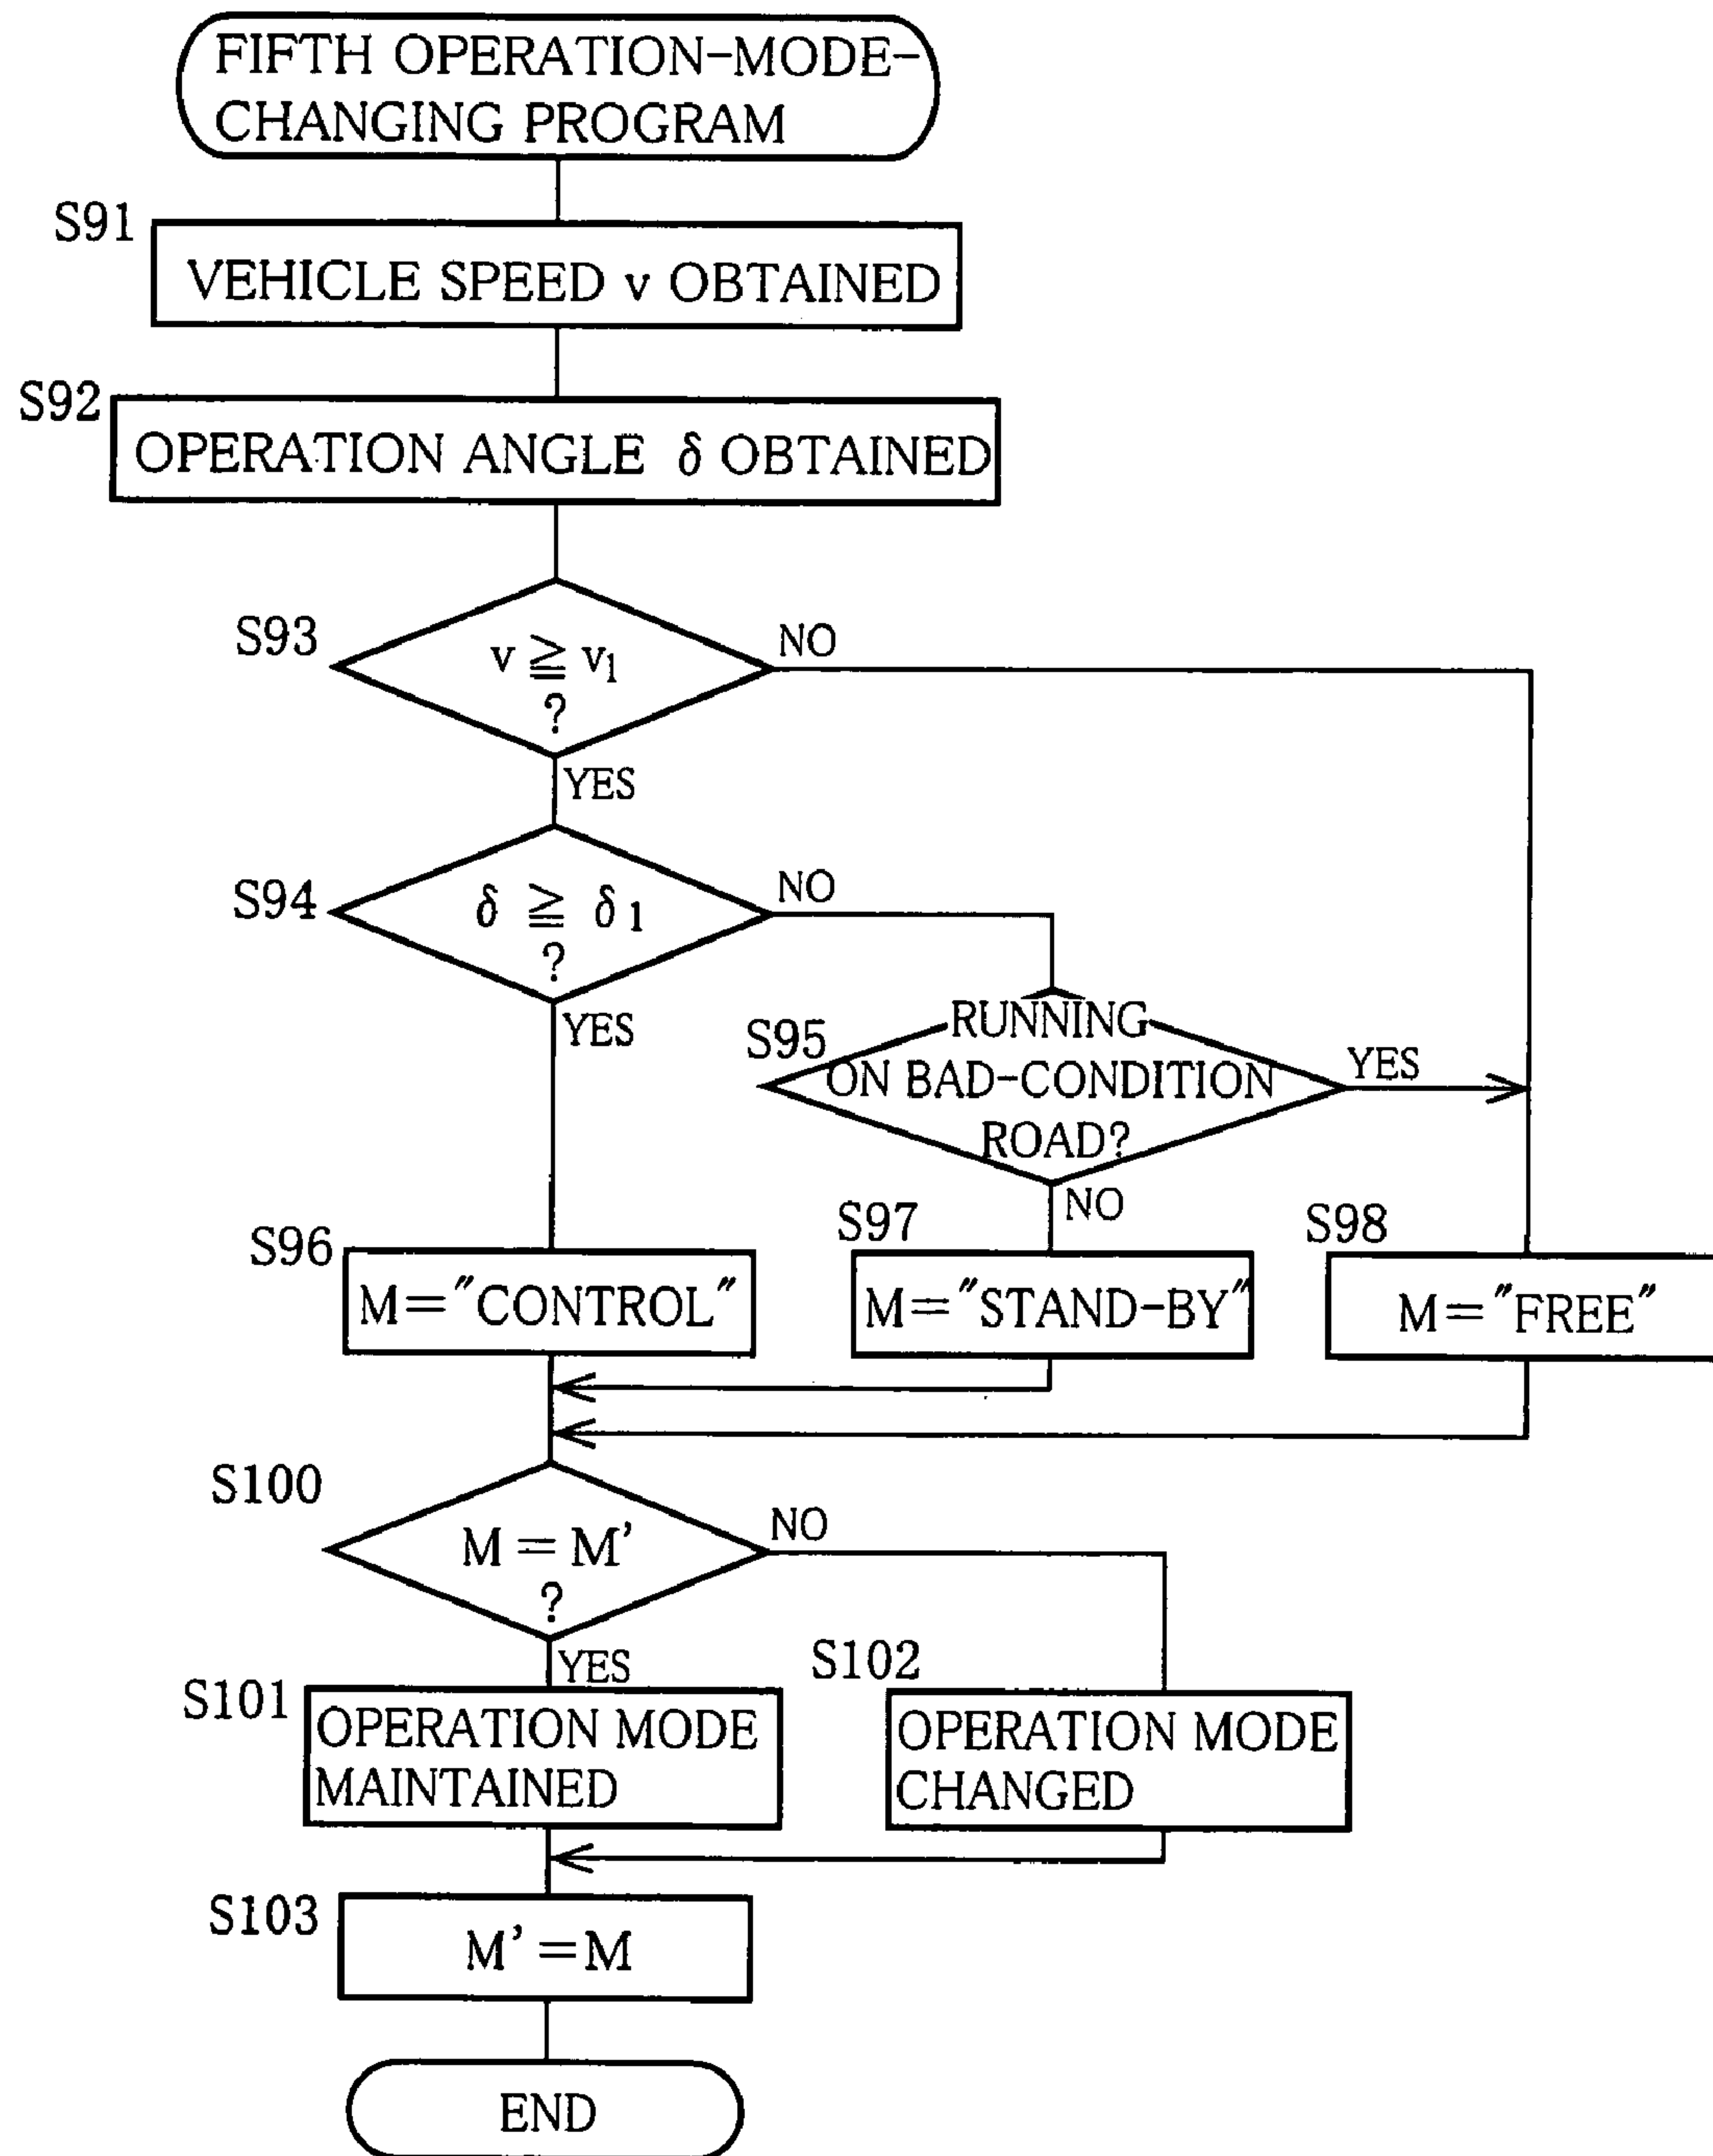 FIFTH OPERATION-MODE-
CHANGING PROGRAM
S91
VEHICLE SPEED v OBTAINED
S92
OPERATION ANGLE δ OBTAINED
S93
v ≧ v₁
?
NO
YES
S94
δ ≧ δ 1
?
NO
YES
S95
RUNNING
ON BAD-CONDITION
ROAD?
YES
NO
S96
M=″CONTROL″
S97
M=″STAND-BY″
S98
M=″FREE″
S100
M = M'
?
NO
YES
S101
OPERATION MODE
MAINTAINED
S102
OPERATION MODE
CHANGED
S103
M' = M
END